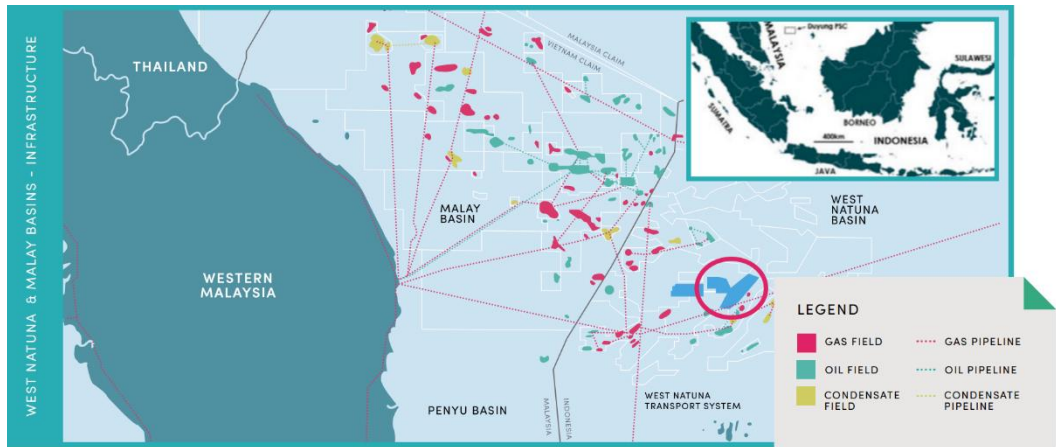 WEST NATUNA & MALAY BASINS - INFRASTRUCTURE
THAILAND
WESTERN
MALAYSIA
MALAY
BASIN
PENYU BASIN
MALAYSIA CLAIM
VIETNAM CLAIM
MALAYSIA
INDONESIA
WEST
NATUNA
BASIN
WEST NATUNA
TRANSPORT SYSTEM
Duyung PSC
MALAYSIA
SUMATRA
BORNEO
SULAWESI
400km
INDONESIA
JAVA
LEGEND
GAS FIELD
GAS PIPELINE
OIL FIELD
OIL PIPELINE
CONDENSATE
FIELD
CONDENSATE
PIPELINE